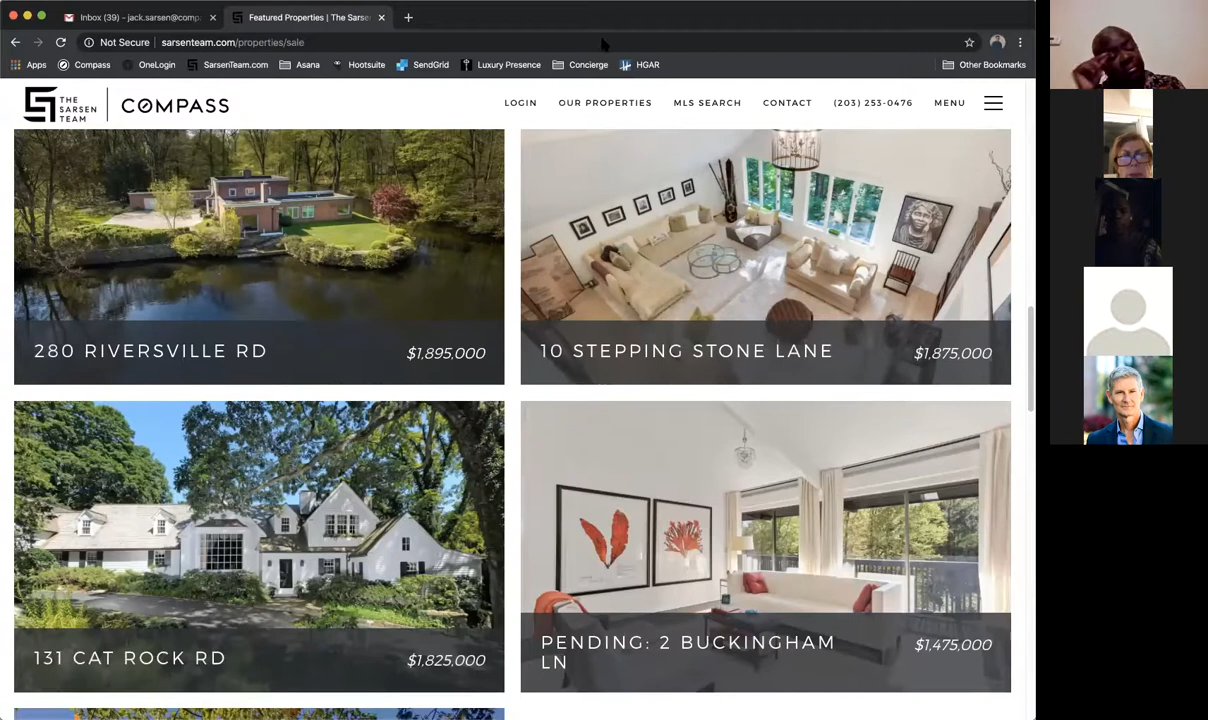 Inbox (39) - jack.sarsen@comp
Featured Properties | The Sarse
Not Secure
sarsenteam.com/properties/sale
Apps
Compass
OneLogin
SarsenTeam.com
Asana
Hootsuite
SendGrid
Luxury Presence
Concierge
HGAR
Other Bookmarks
THE
SARSEN
TEAM
COMPASS
LOGIN
OUR PROPERTIES
MLS SEARCH
CONTACT
(203) 253-0476
MENU
280 RIVERSVILLE RD
$1,895,000
10 STEPPING STONE LANE
$1,875,000
131 CAT ROCK RD
$1,825,000
PENDING: 2 BUCKINGHAM
LN
$1,475,000